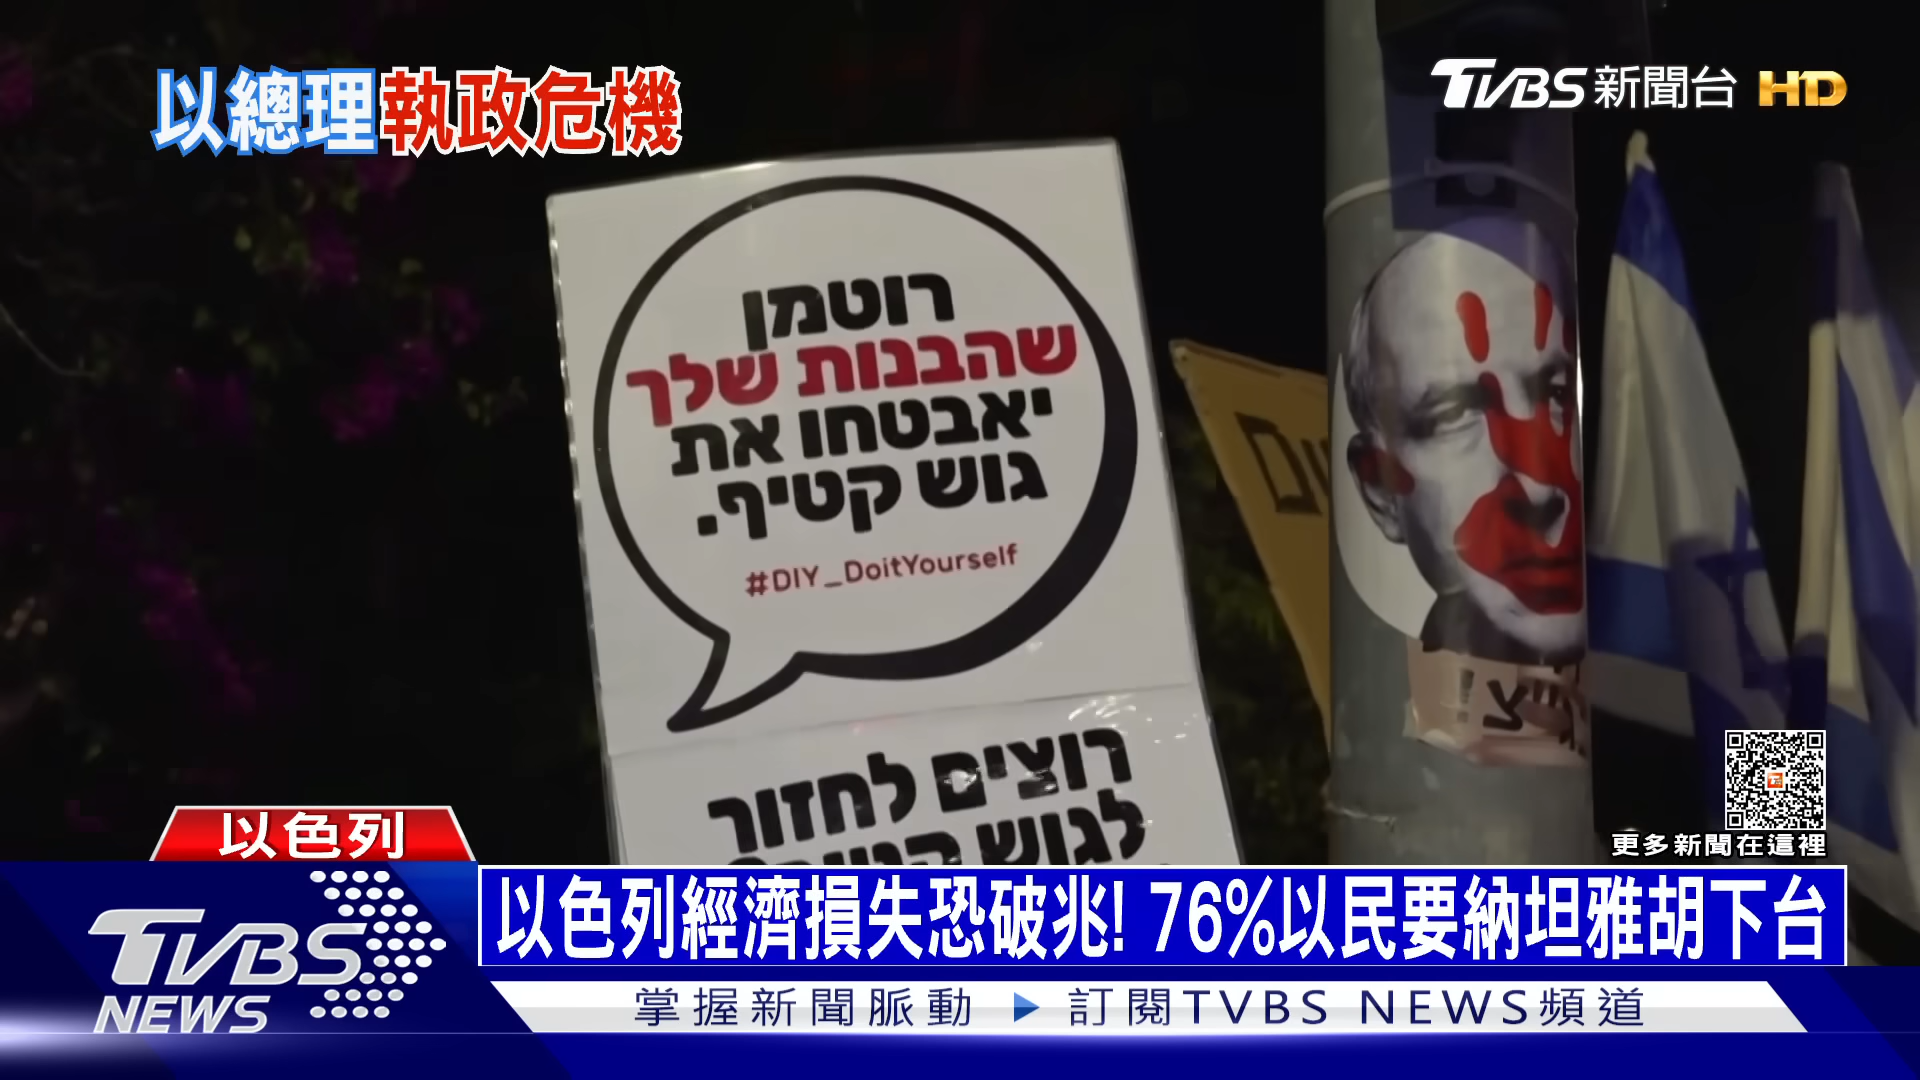 以總理執政危機
TVBS新聞台 HD
רוטמן
שהבנות שלך
יאבטחו את
גוש קטיף.
#DIY_DoitYourself
רוצים לחזור
לגוש
以色列
更多新聞在這裡
以色列經濟損失恐破兆! 76%以民要納坦雅胡下台
TVBS
NEWS
掌握新聞脈動 ▶ 訂閱TVBS NEWS頻道